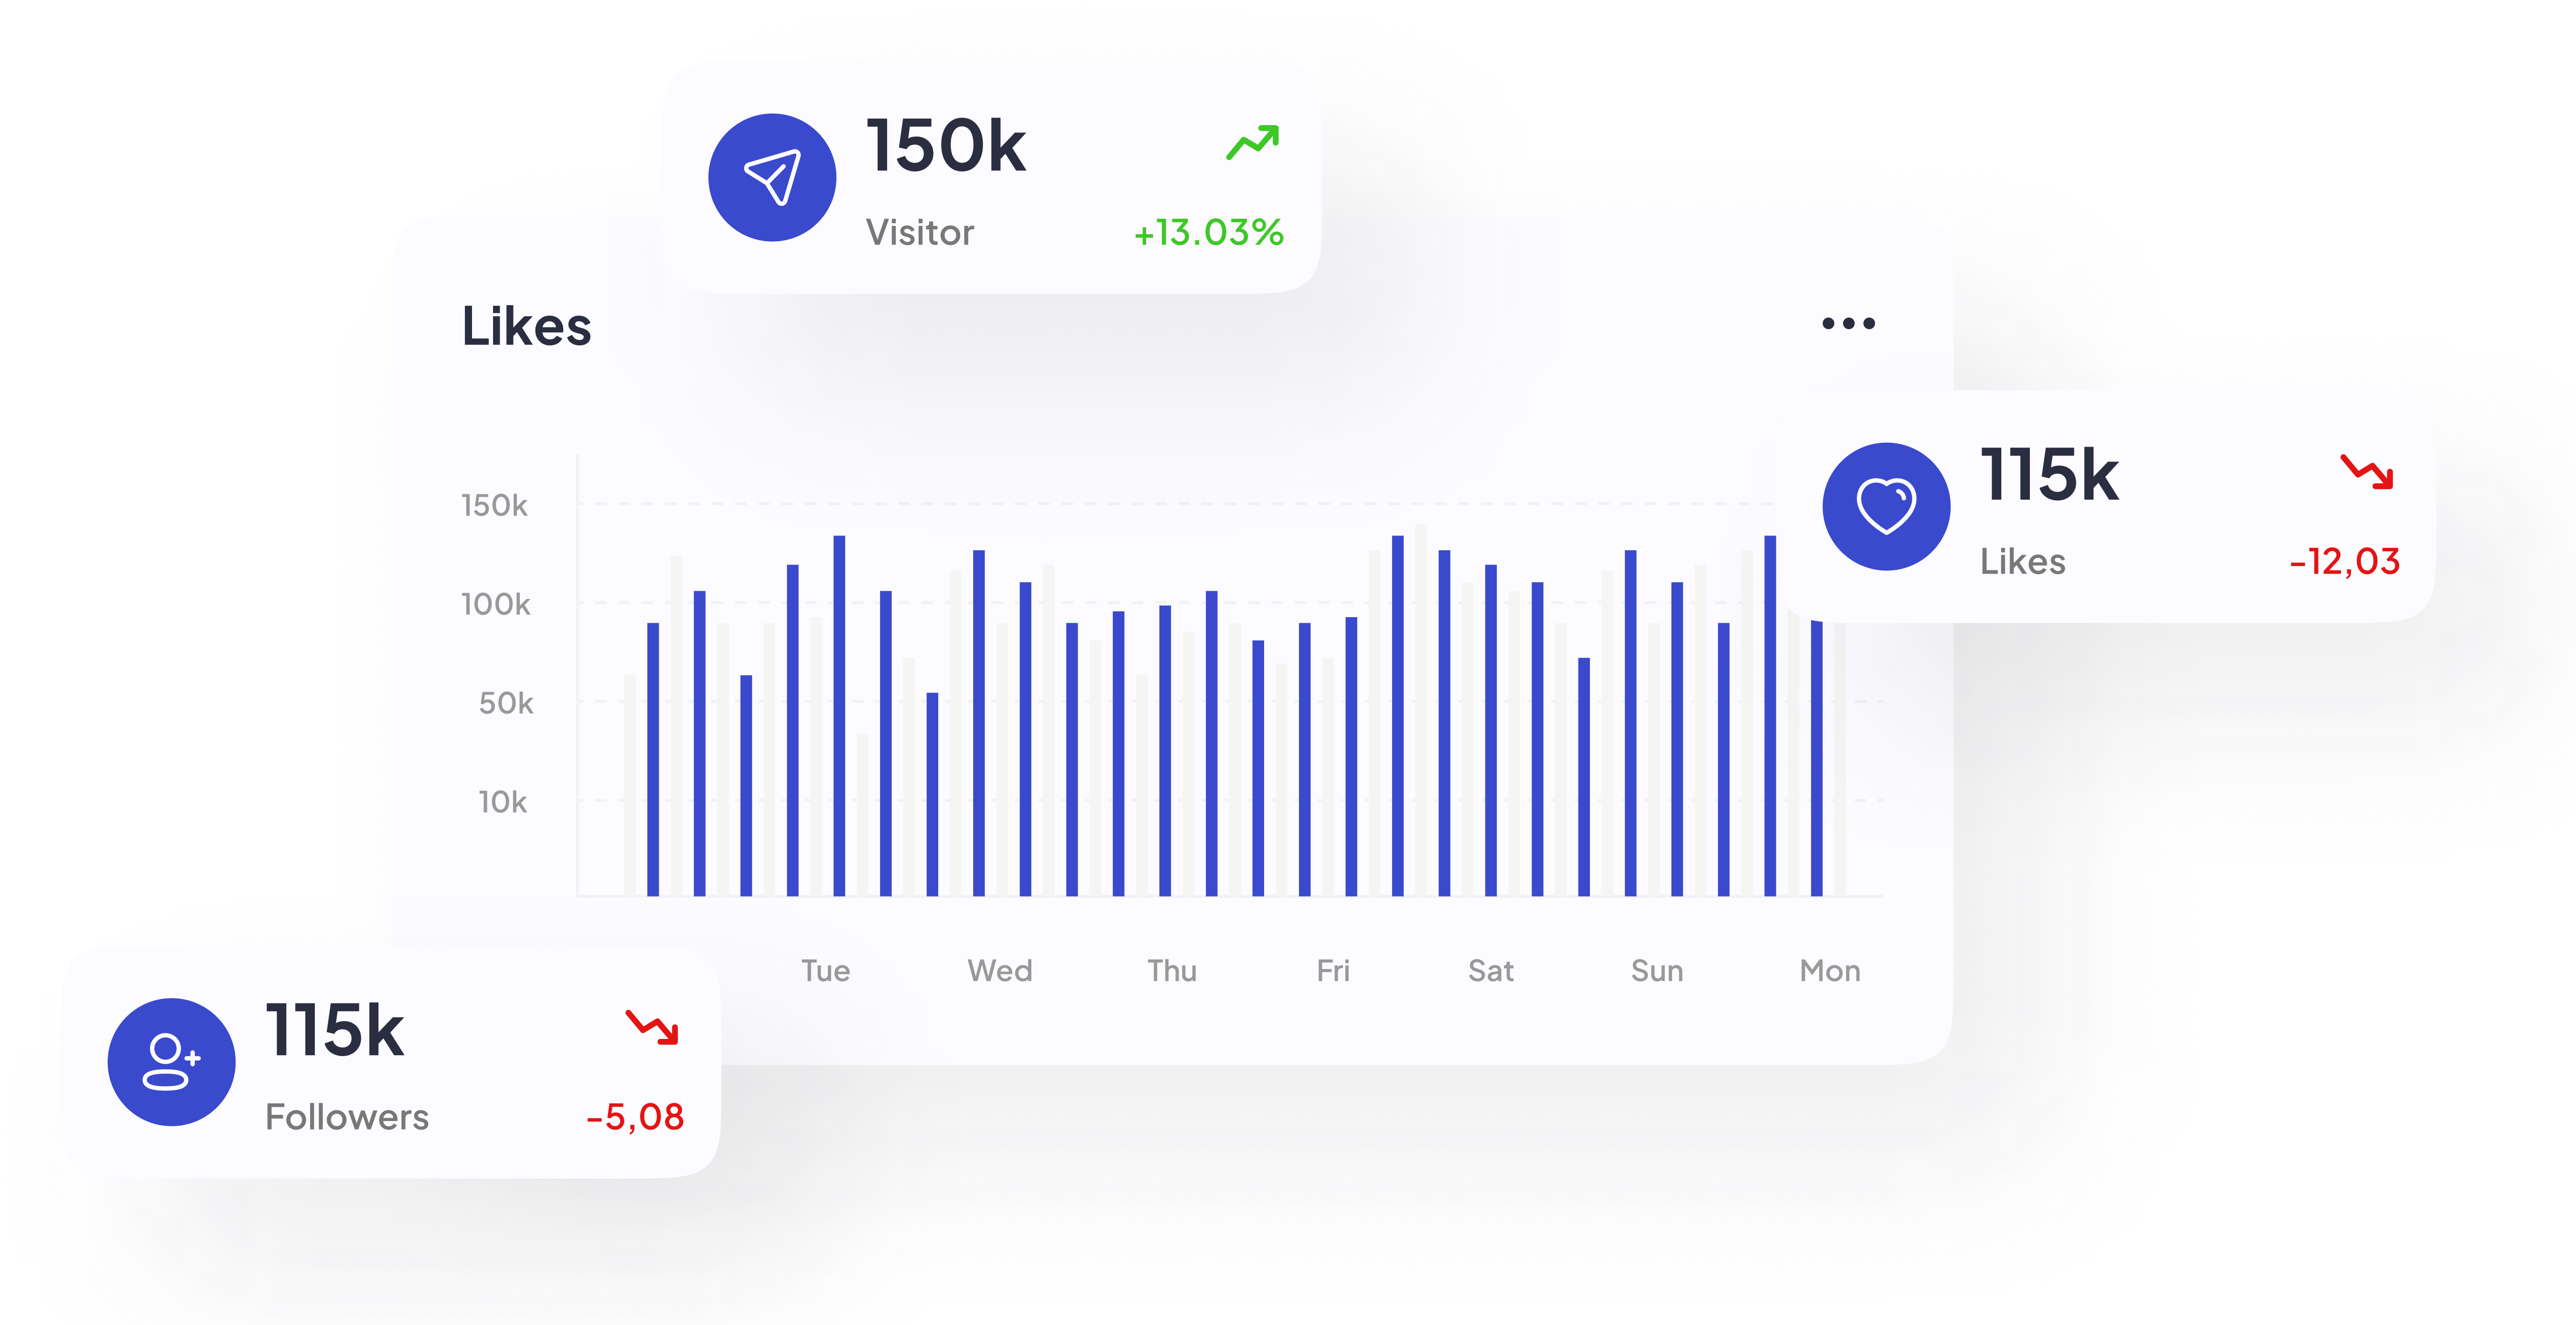 150k
Visitor
+13.03%
Likes
115k
Likes
-12,03
150k
100k
50k
10k
Tue Wed Thu Fri Sat Sun Mon
115k
Followers
-5,08